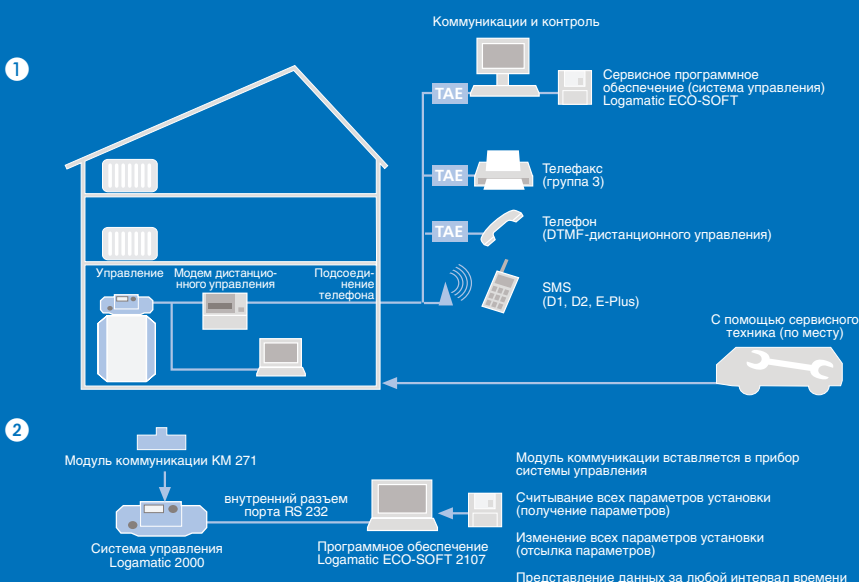 Коммуникации и контроль
1
TAE
Сервисное программное
обеспечение (система управления)
Logamatic ECO-SOFT
TAE
Телефакс
(группа 3)
TAE
Телефон
(DTMF-дистанционного управления)
Управление
Модем дистанцио-
нного управления
Подсоеди-
нение
телефона
SMS
(D1, D2, E-Plus)
С помощью сервисного
техника (по месту)
2
Модуль коммуникации KM 271
внутренний разъем
порта RS 232
Система управления
Logamatic 2000
Программное обеспечение
Logamatic ECO-SOFT 2107
Модуль коммуникации вставляется в прибор
системы управления
Считывание всех параметров установки
(получение параметров)
Изменение всех параметров установки
(отсылка параметров)
Представление данных за любой интервал времени